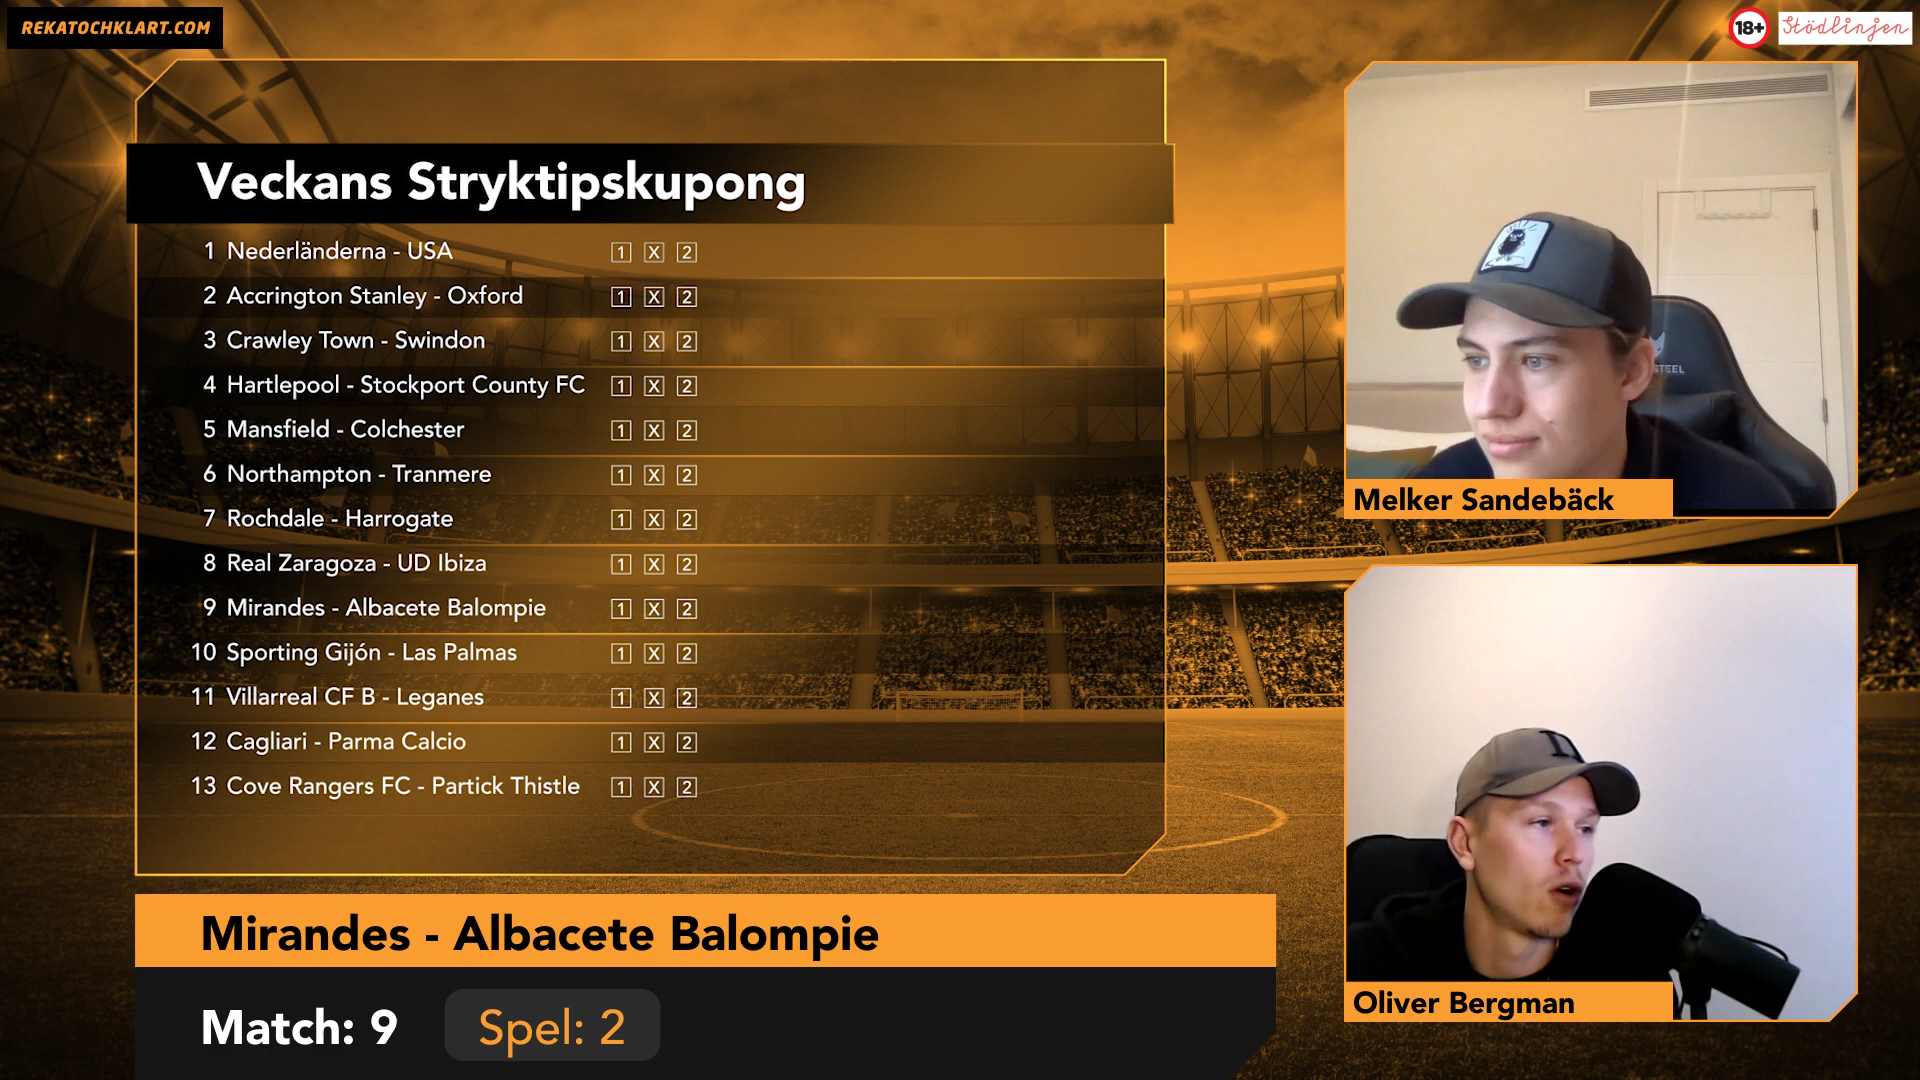 REKATOCHKLART.COM
18+ Stödlinjen
Veckans Stryktipskupong
1 Nederländerna - USA 1 X 2
2 Accrington Stanley - Oxford 1 X 2
3 Crawley Town - Swindon 1 X 2
4 Hartlepool - Stockport County FC 1 X 2
5 Mansfield - Colchester 1 X 2
6 Northampton - Tranmere 1 X 2
7 Rochdale - Harrogate 1 X 2
8 Real Zaragoza - UD Ibiza 1 X 2
9 Mirandes - Albacete Balompie 1 X 2
10 Sporting Gijón - Las Palmas 1 X 2
11 Villarreal CF B - Leganes 1 X 2
12 Cagliari - Parma Calcio 1 X 2
13 Cove Rangers FC - Partick Thistle 1 X 2
Mirandes - Albacete Balompie
Match: 9 Spel: 2
Melker Sandebäck
Oliver Bergman